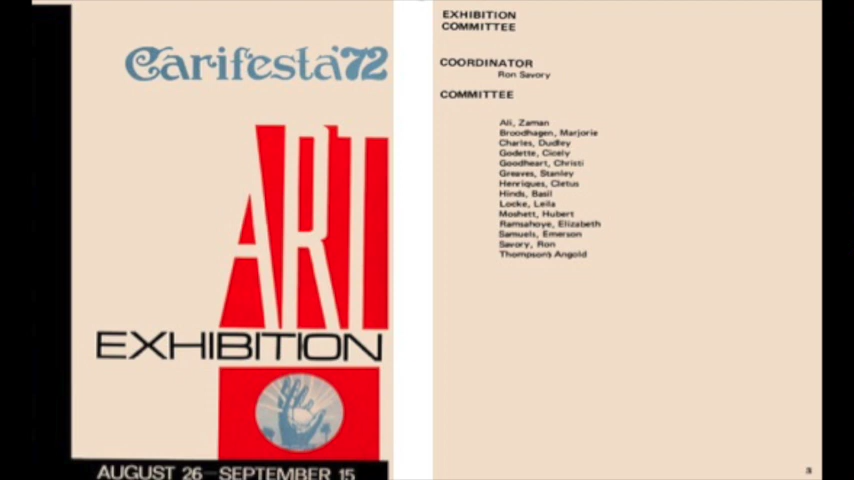 Carifesta'72
ART
EXHIBITION
AUGUST 26—SEPTEMBER 15
EXHIBITION
COMMITTEE
COORDINATOR
Ron Savory
COMMITTEE
Ali, Zaman
Broodhagen, Marjorie
Charles, Dudley
Godette, Cicely
Goodheart, Christi
Greaves, Stanley
Henriques, Cletus
Hinds, Basil
Locke, Leila
Moshett, Hubert
Ramsahoye, Elizabeth
Samuels, Emerson
Savory, Ron
Thompson, Angold
3